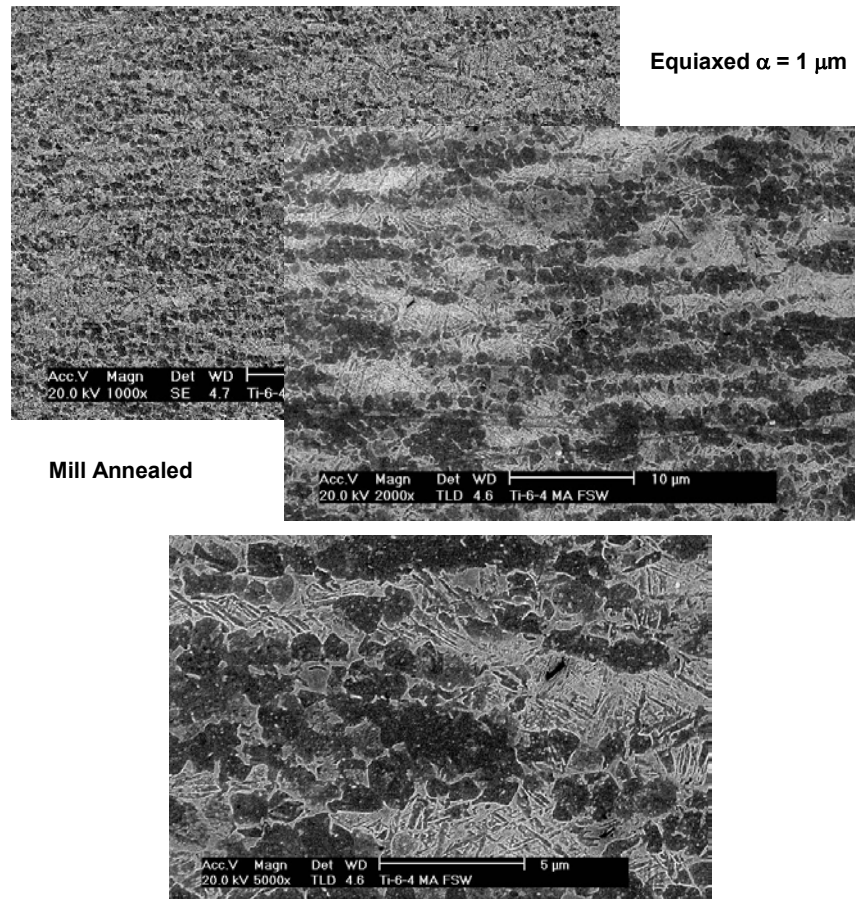 Equiaxed α = 1 μm
Acc.V Magn Det WD
20.0 kV 1000x SE 4.7 Ti-6-4
Mill Annealed
Acc.V Magn Det WD 10 μm
20.0 kV 2000x TLD 4.6 Ti-6-4 MA FSW
Acc.V Magn Det WD 5 μm
20.0 kV 5000x TLD 4.6 Ti-6-4 MA FSW